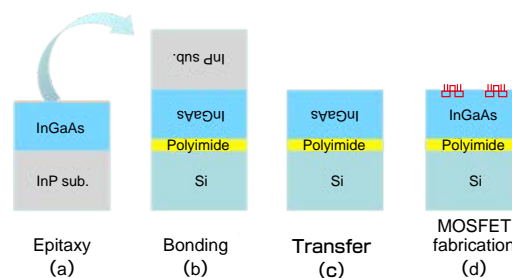 InGaAs
InP sub.
Epitaxy
(a)
InP sub.
InGaAs
Polyimide
Si
Bonding
(b)
InGaAs
Polyimide
Si
Transfer
(c)
InGaAs
Polyimide
Si
MOSFET
fabrication
(d)